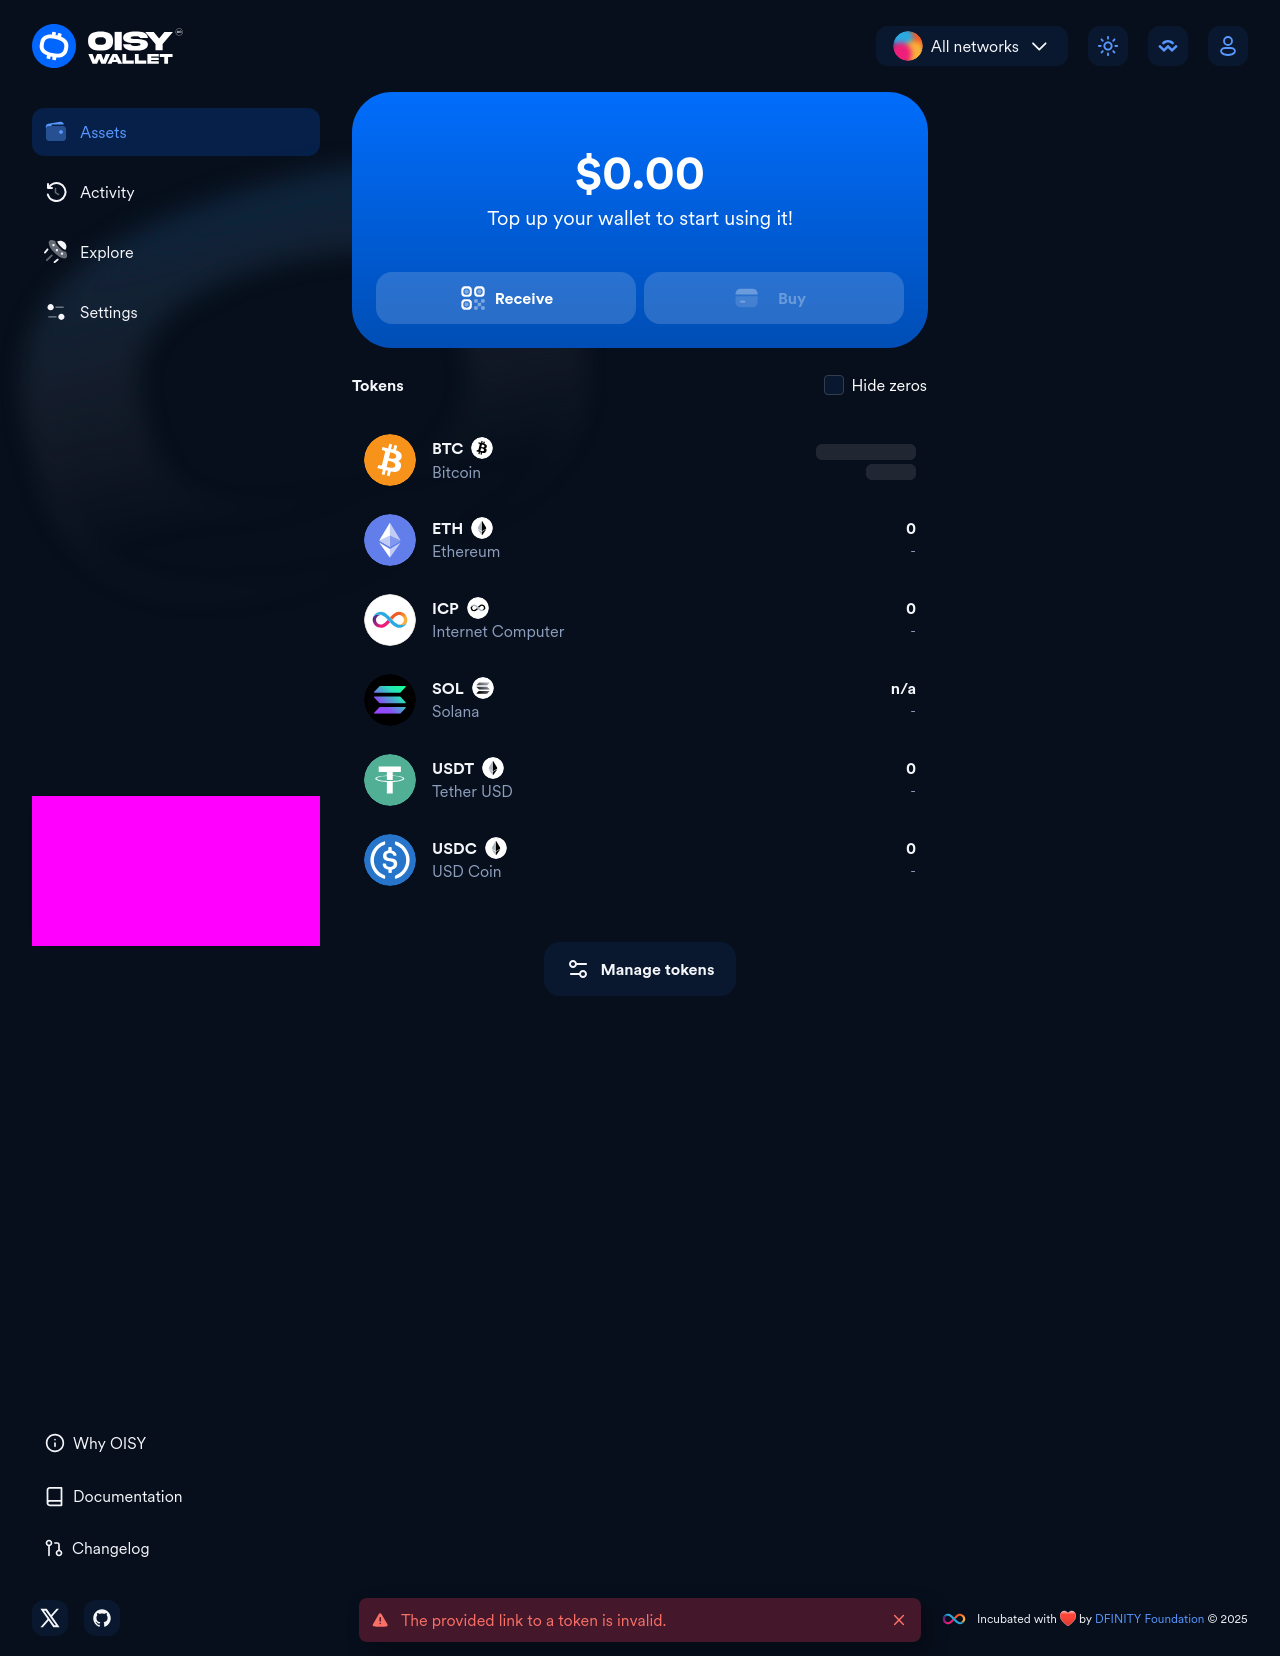 OISY
WALLET
All networks
Assets
Activity
Explore
Settings
$0.00
Top up your wallet to start using it!
Receive
Buy
Tokens
Hide zeros
BTC
Bitcoin
ETH
0
Ethereum
-
ICP
0
Internet Computer
-
SOL
n/a
Solana
-
USDT
0
Tether USD
-
USDC
0
USD Coin
-
Manage tokens
Why OISY
Documentation
Changelog
The provided link to a token is invalid.
Incubated with ❤️ by DFINITY Foundation © 2025